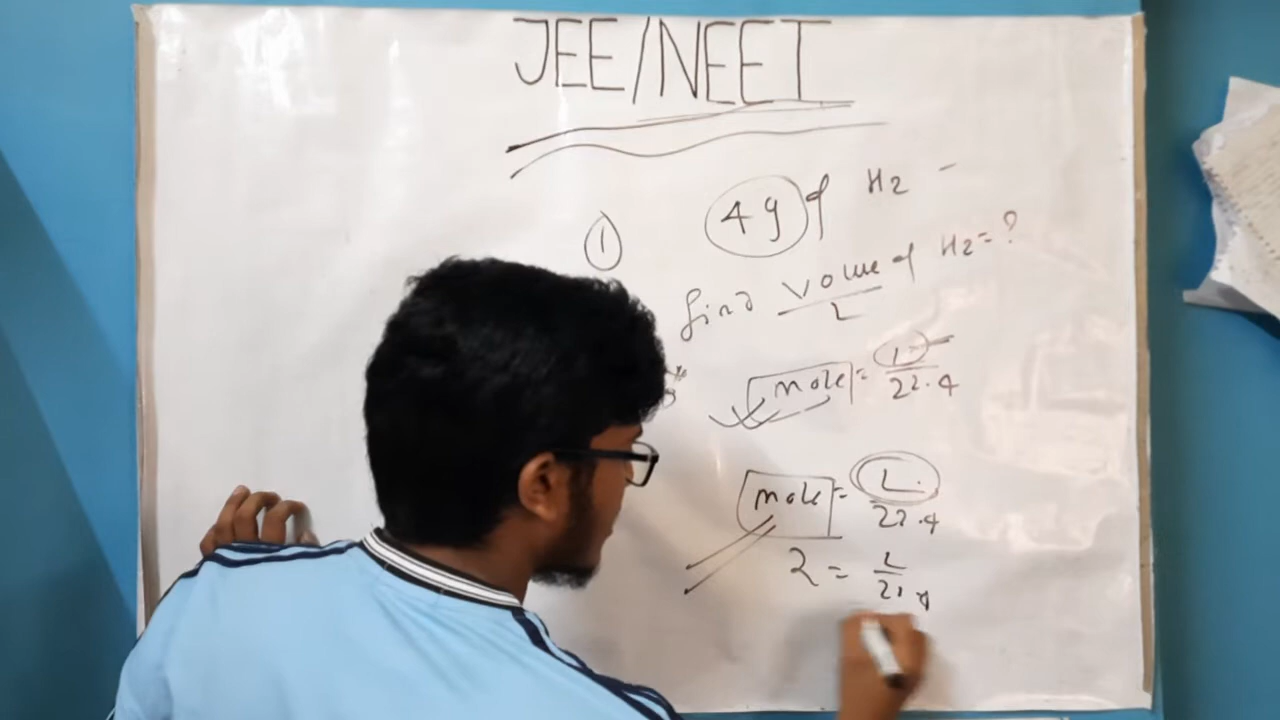 JEE/NEET
① 4g of H2 -
find volume of H2=?
L
mole = L/22.4
mole = L/22.4
2 = L/22.4